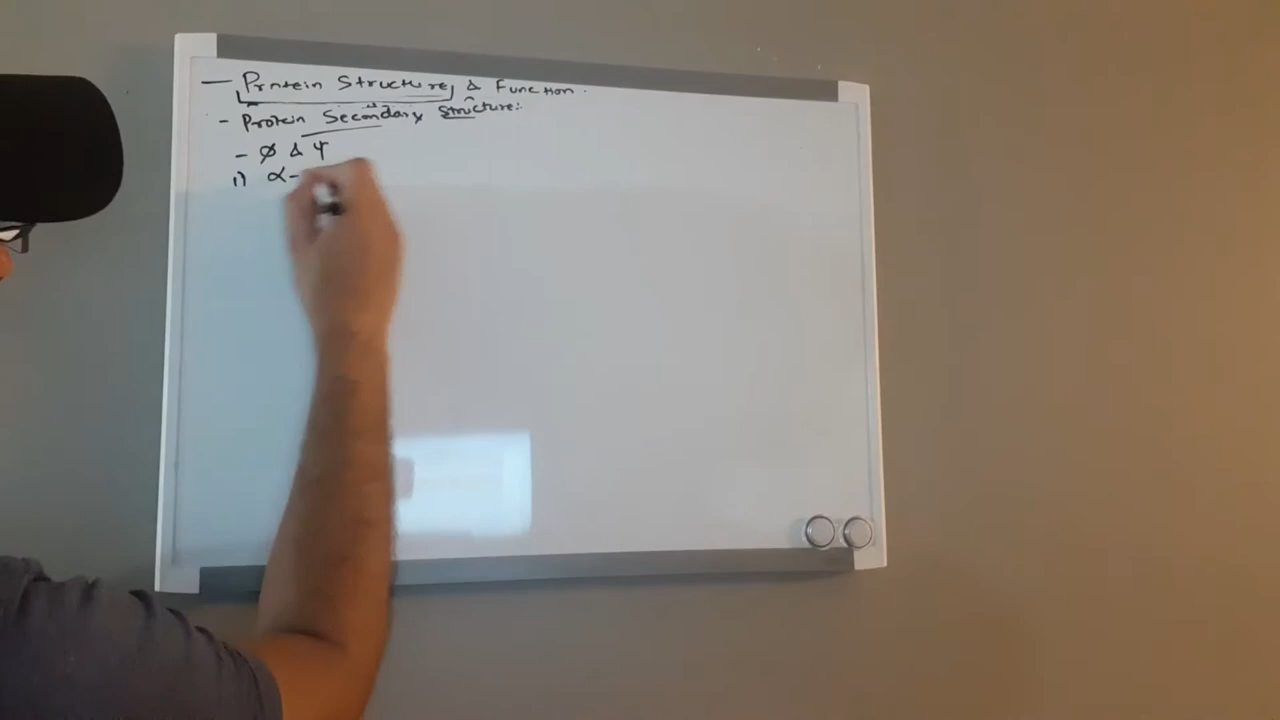 — Protein Structure & Function.
- Protein Secondary Structure:
- φ & ψ
1) α-